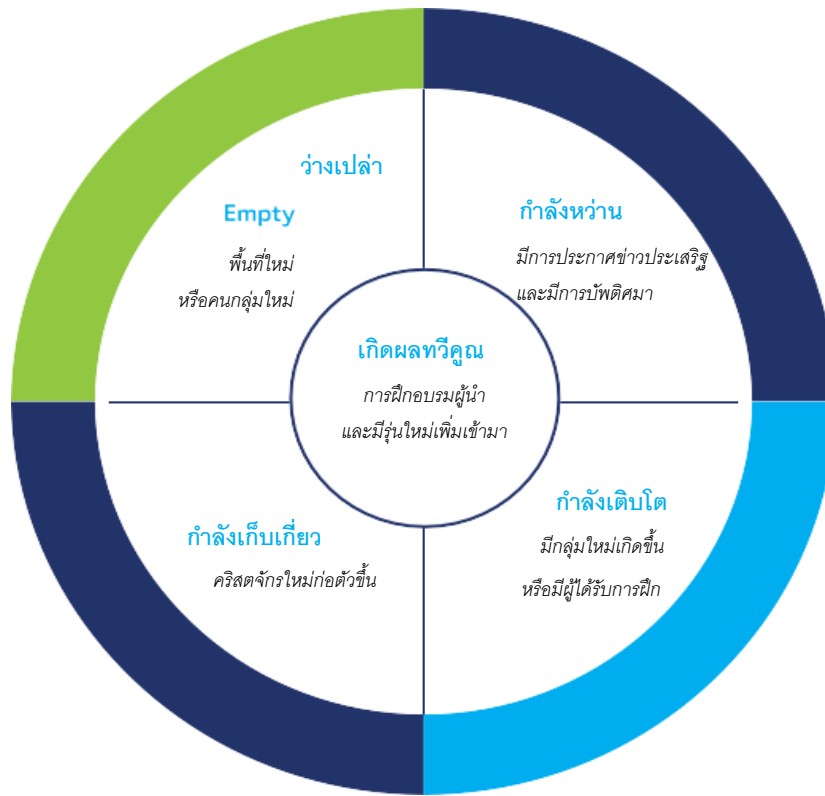 ว่างเปล่า
Empty
พื้นที่ใหม่
หรือคนกลุ่มใหม่
กำลังหว่าน
มีการประกาศข่าวประเสริฐ
และมีการบัพติศมา
เกิดผลทวีคูณ
การฝึกอบรมผู้นำ
และมีรุ่นใหม่เพิ่มเข้ามา
กำลังเก็บเกี่ยว
คริสตจักรใหม่ก่อตัวขึ้น
กำลังเติบโต
มีกลุ่มใหม่เกิดขึ้น
หรือมีผู้ได้รับการฝึก